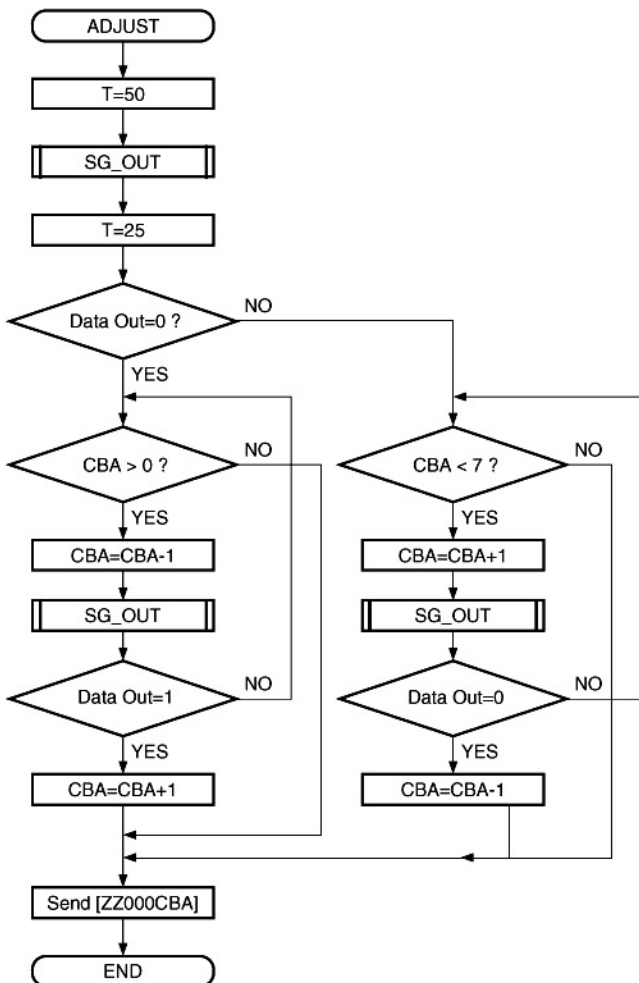 ADJUST
T=50
SG_OUT
T=25
Data Out=0 ?
NO
YES
CBA > 0 ?
NO
YES
CBA=CBA-1
SG_OUT
Data Out=1
NO
YES
CBA=CBA+1
CBA < 7 ?
NO
YES
CBA=CBA+1
SG_OUT
Data Out=0
NO
YES
CBA=CBA-1
Send [ZZ000CBA]
END